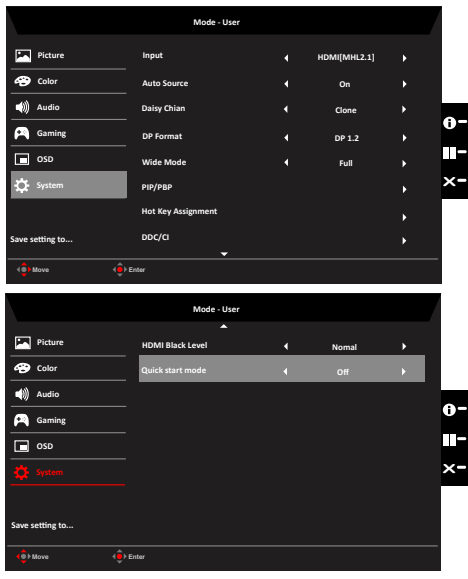 Mode - User
Picture
Input HDMI[MHL2.1]
Color
Auto Source On
Audio
Daisy Chian Clone
Gaming
DP Format DP 1.2
OSD
Wide Mode Full
System
PIP/PBP
Hot Key Assignment
Save setting to...
DDC/CI
Move Enter
Mode - User
Picture
HDMI Black Level Nomal
Color
Quick start mode Off
Audio
Gaming
OSD
System
Save setting to...
Move Enter